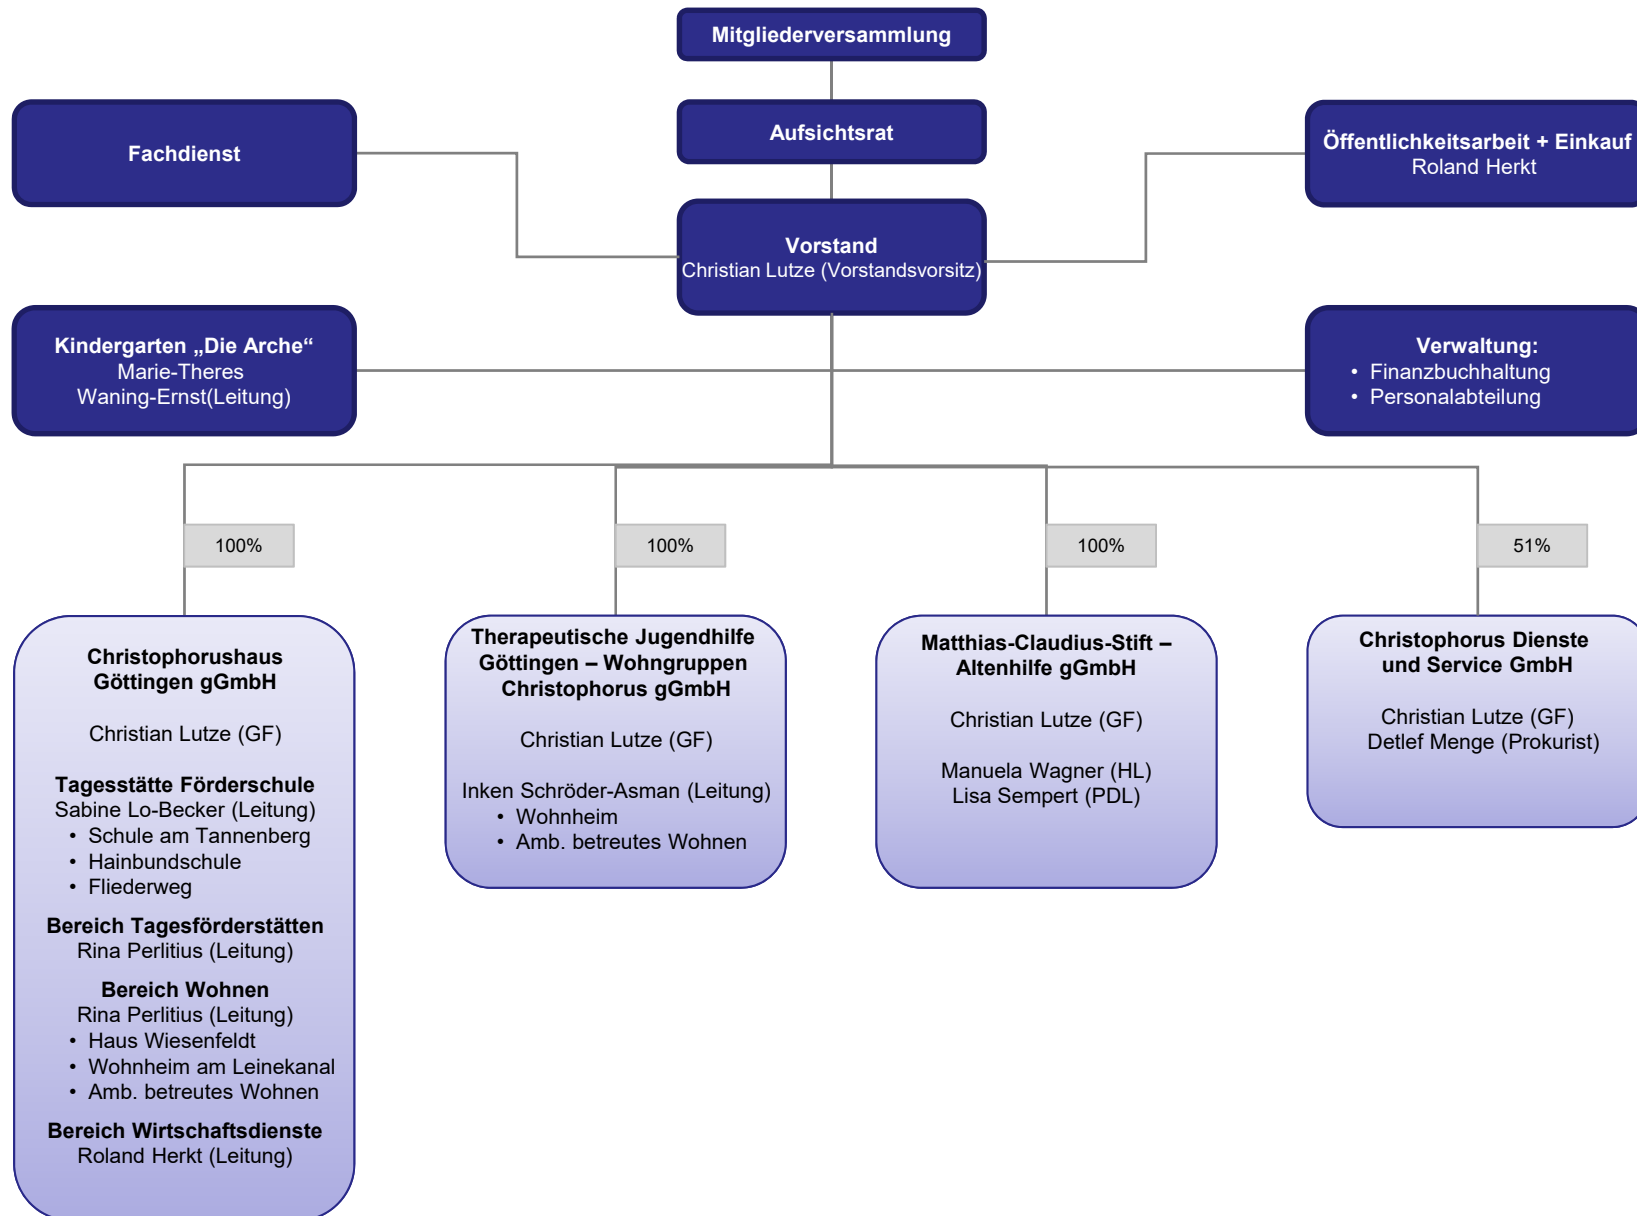 Mitgliederversammlung
Aufsichtsrat
Fachdienst
Öffentlichkeitsarbeit + Einkauf
Roland Herkt
Vorstand
Christian Lutze (Vorstandsvorsitz)
Kindergarten „Die Arche“
Marie-Theres
Waning-Ernst(Leitung)
Verwaltung:
• Finanzbuchhaltung
• Personalabteilung
100%
100%
100%
51%
Christophorushaus
Göttingen gGmbH
Christian Lutze (GF)
Tagesstätte Förderschule
Sabine Lo-Becker (Leitung)
• Schule am Tannenberg
• Hainbundschule
• Fliederweg
Bereich Tagesförderstätten
Rina Perlitius (Leitung)
Bereich Wohnen
Rina Perlitius (Leitung)
• Haus Wiesenfeldt
• Wohnheim am Leinekanal
• Amb. betreutes Wohnen
Bereich Wirtschaftsdienste
Roland Herkt (Leitung)
Therapeutische Jugendhilfe
Göttingen – Wohngruppen
Christophorus gGmbH
Christian Lutze (GF)
Inken Schröder-Asman (Leitung)
• Wohnheim
• Amb. betreutes Wohnen
Matthias-Claudius-Stift –
Altenhilfe gGmbH
Christian Lutze (GF)
Manuela Wagner (HL)
Lisa Sempert (PDL)
Christophorus Dienste
und Service GmbH
Christian Lutze (GF)
Detlef Menge (Prokurist)